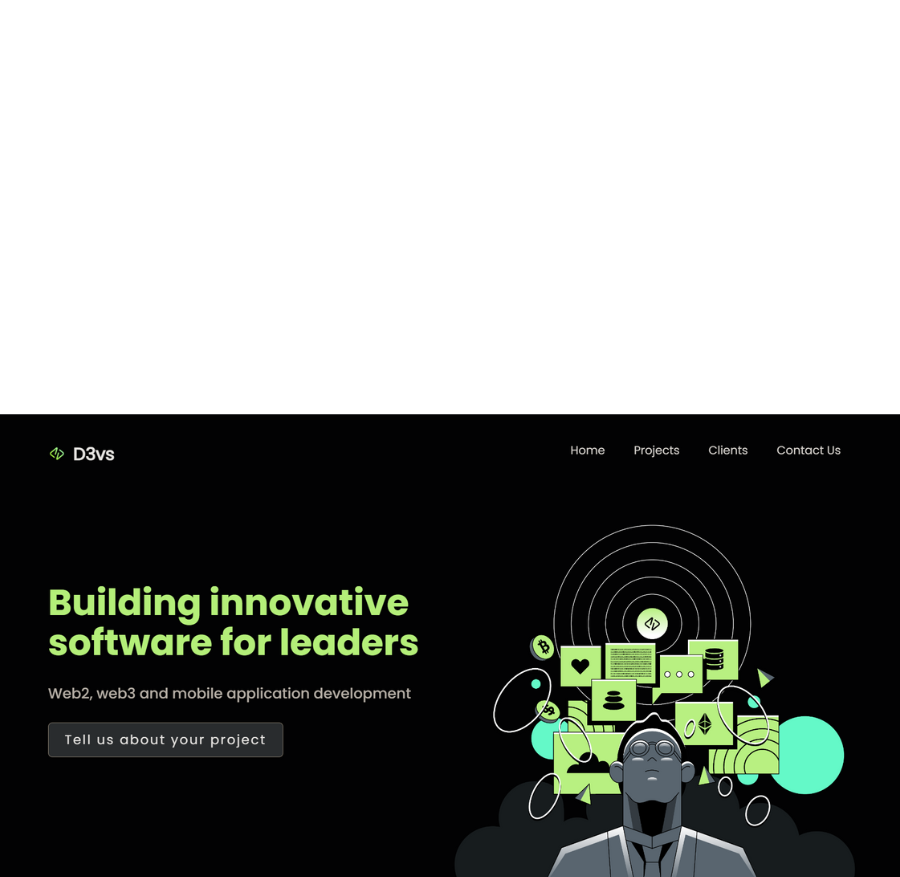 D3vs
Home Projects Clients Contact Us
Building innovative
software for leaders
Web2, web3 and mobile application development
Tell us about your project